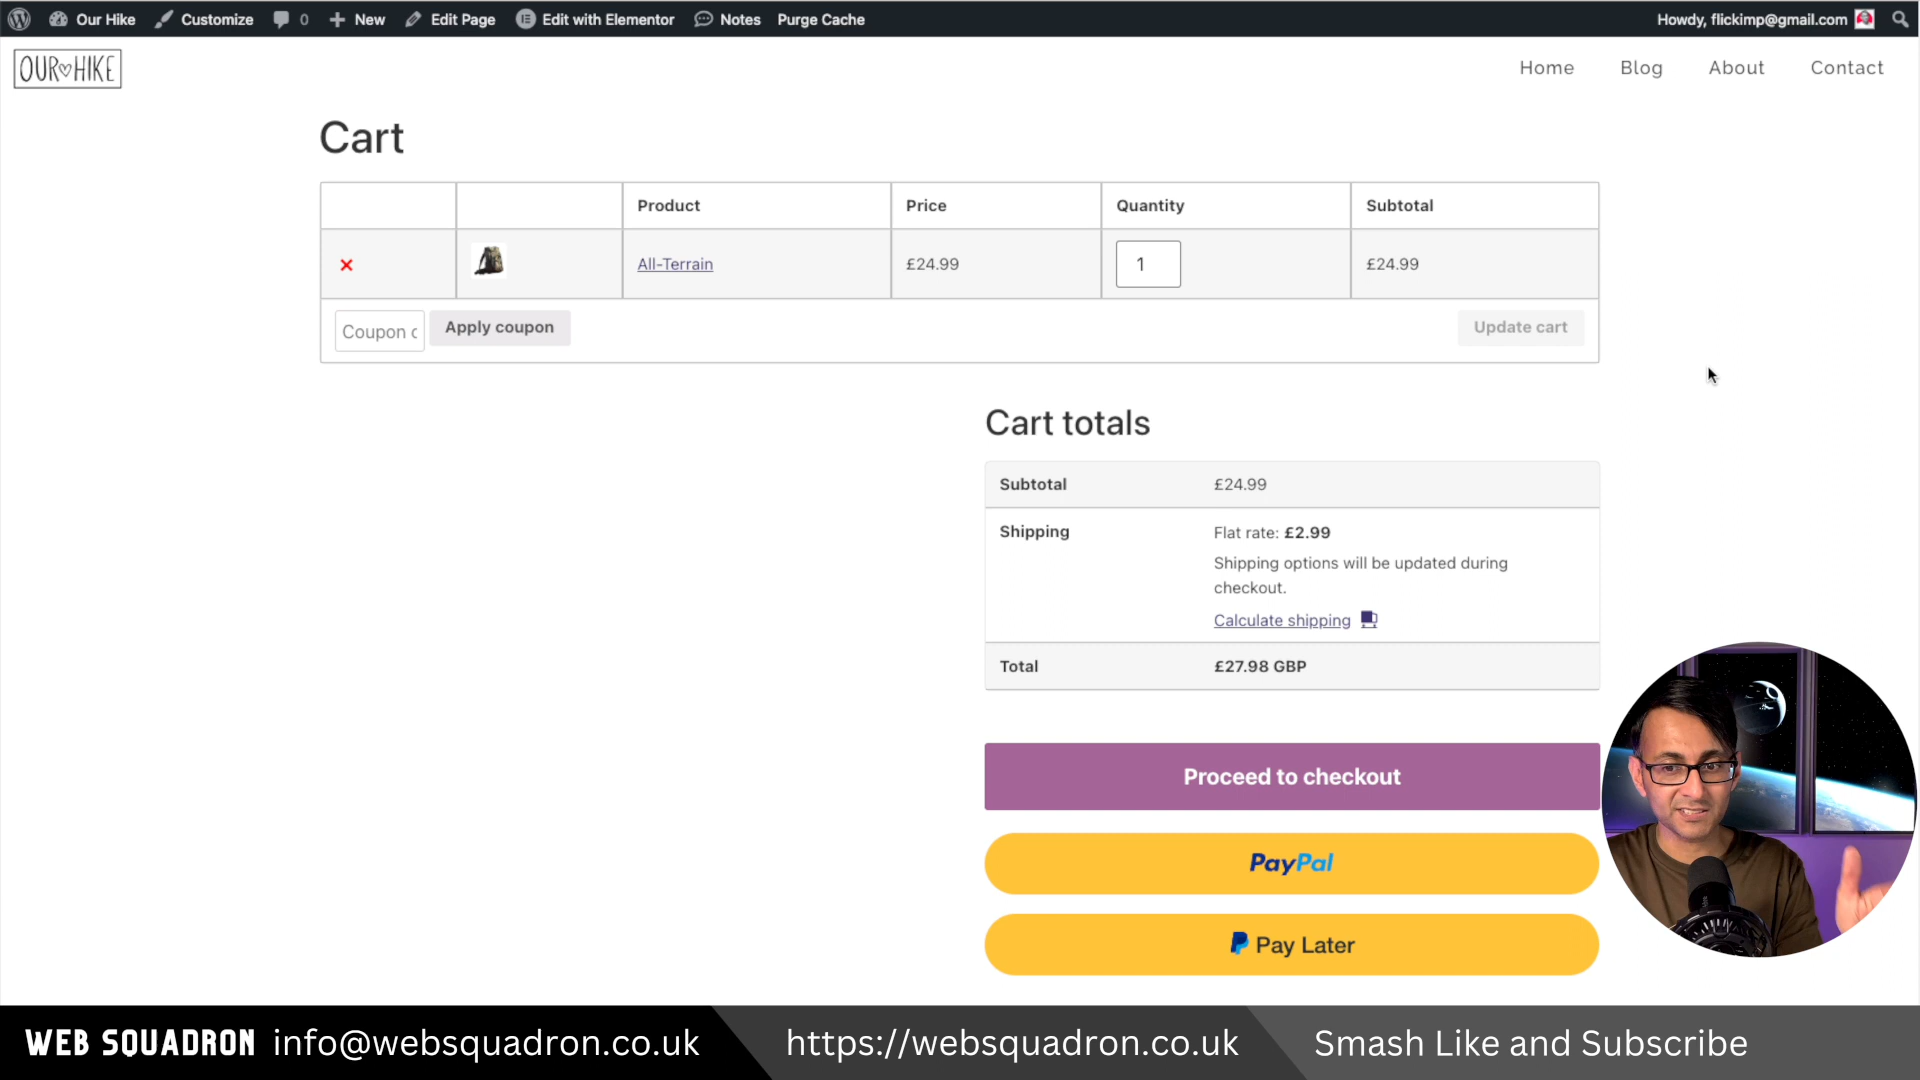 Our Hike Customize 0 New Edit Page Edit with Elementor Notes Purge Cache Howdy, flickimp@gmail.com
OUR HIKE Home Blog About Contact
Cart
Product Price Quantity Subtotal
× All-Terrain £24.99 1 £24.99
Coupon c Apply coupon Update cart
Cart totals
Subtotal £24.99
Shipping Flat rate: £2.99
Shipping options will be updated during
checkout.
Calculate shipping
Total £27.98 GBP
Proceed to checkout
PayPal
Pay Later
WEB SQUADRON info@websquadron.co.uk https://websquadron.co.uk Smash Like and Subscribe